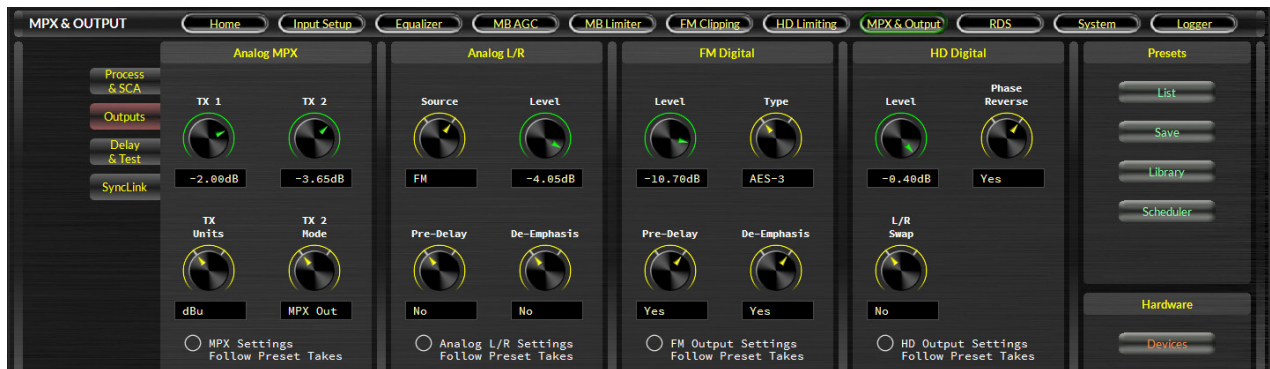 MPX & OUTPUT
Home
Input Setup
Equalizer
MB AGC
MB Limiter
FM Clipping
HD Limiting
MPX & Output
RDS
System
Logger
Process
& SCA
Outputs
Delay
& Test
SyncLink
Analog MPX
TX 1
TX 2
-2.00dB
-3.65dB
TX
Units
TX 2
Mode
dBu
MPX Out
MPX Settings
Follow Preset Takes
Analog L/R
Source
Level
FM
-4.05dB
Pre-Delay
De-Emphasis
No
No
Analog L/R Settings
Follow Preset Takes
FM Digital
Level
Type
-10.70dB
AES-3
Pre-Delay
De-Emphasis
Yes
Yes
FM Output Settings
Follow Preset Takes
HD Digital
Level
Phase
Reverse
-0.40dB
Yes
L/R
Swap
No
HD Output Settings
Follow Preset Takes
Presets
List
Save
Library
Scheduler
Hardware
Devices